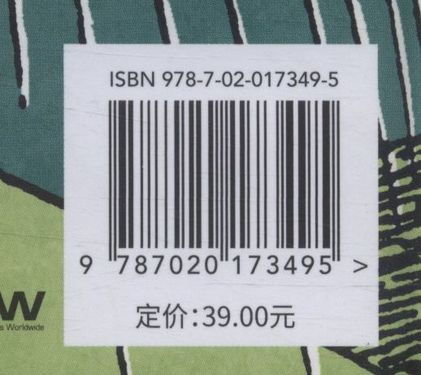 ISBN 978-7-02-017349-5
9 787020 173495 >
W
s Worldwide
定价：39.00元